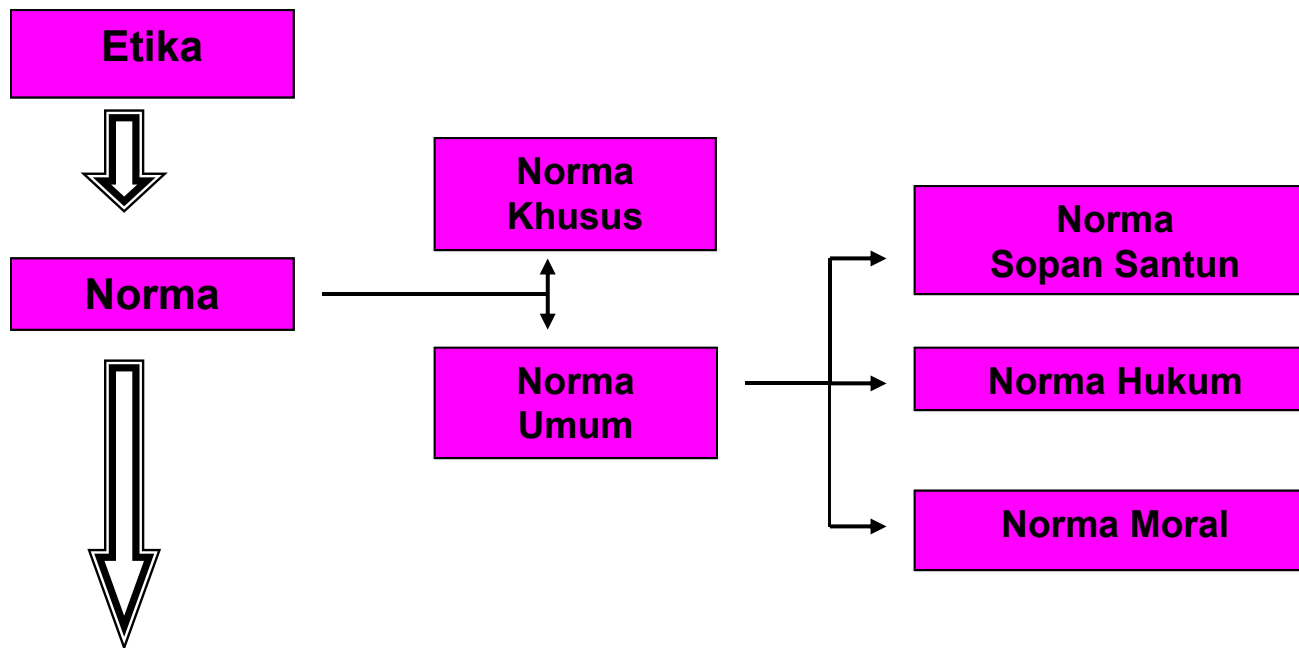 Etika
Norma
Khusus
Norma
Sopan Santun
Norma
Norma
Umum
Norma Hukum
Norma Moral